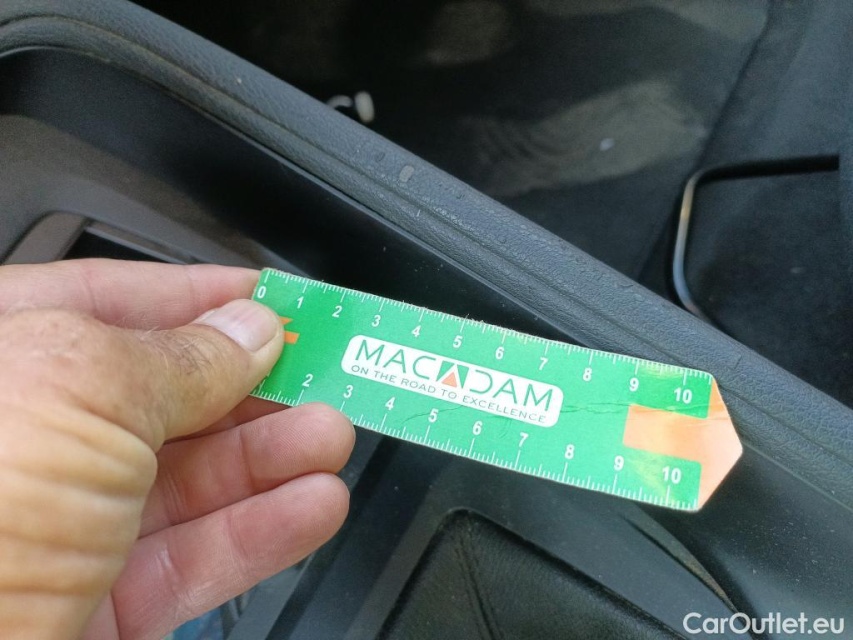 0 1 2 3 4 5 6 7 8 9 10
MACADAM
ON THE ROAD TO EXCELLENCE
2 3 4 5 6 7 8 9 10
CarOutlet.eu